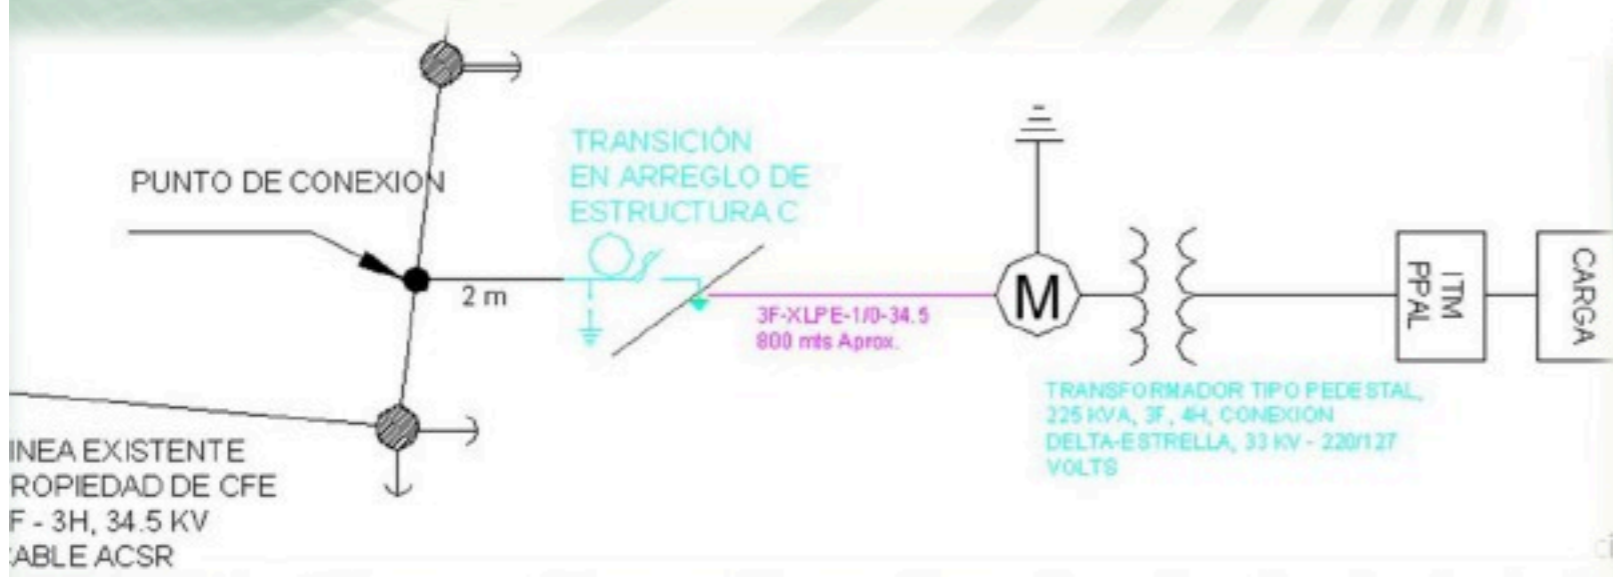 PUNTO DE CONEXION
TRANSICIÓN
EN ARREGLO DE
ESTRUCTURA C
2 m
3F-XLPE-1/0-34.5
800 mts Aprox.
M
ITM
PPAL
CARGA
TRANSFORMADOR TIPO PEDESTAL,
225 KVA, 3F, 4H, CONEXION
DELTA-ESTRELLA, 33 KV - 220/127
VOLTS
INEA EXISTENTE
ROPIEDAD DE CFE
F - 3H, 34.5 KV
ABLE ACSR